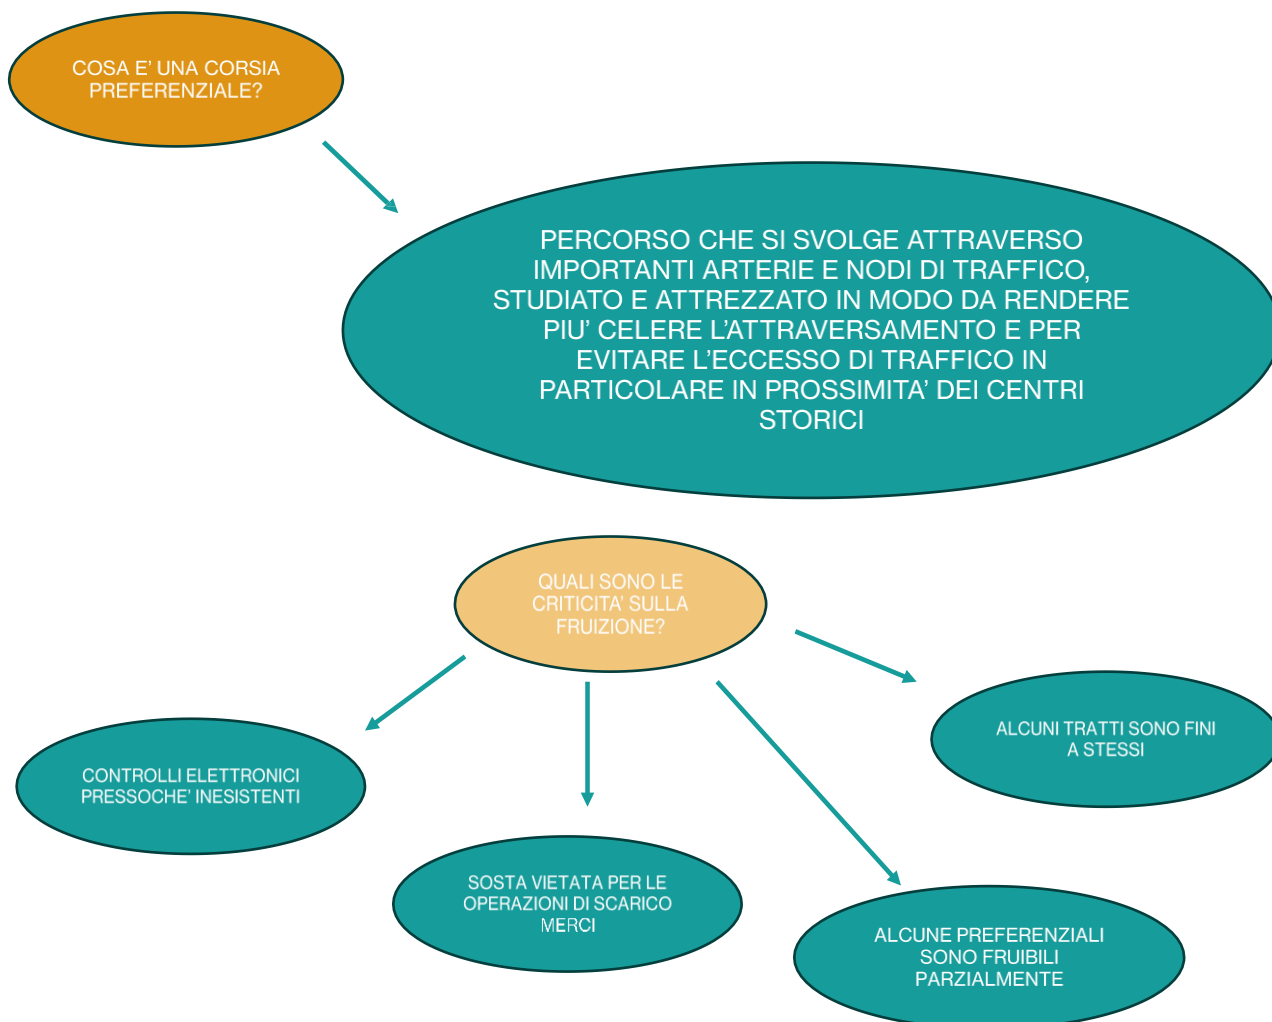 COSA E' UNA CORSIA
PREFERENZIALE?
PERCORSO CHE SI SVOLGE ATTRAVERSO
IMPORTANTI ARTERIE E NODI DI TRAFFICO,
STUDIATO E ATTREZZATO IN MODO DA RENDERE
PIU' CELERE L'ATTRAVERSAMENTO E PER
EVITARE L'ECCESSO DI TRAFFICO IN
PARTICOLARE IN PROSSIMITA' DEI CENTRI
STORICI
QUALI SONO LE
CRITICITA' SULLA
FRUIZIONE?
CONTROLLI ELETTRONICI
PRESSOCHE' INESISTENTI
SOSTA VIETATA PER LE
OPERAZIONI DI SCARICO
MERCI
ALCUNE PREFERENZIALI
SONO FRUIBILI
PARZIALMENTE
ALCUNI TRATTI SONO FINI
A STESSI